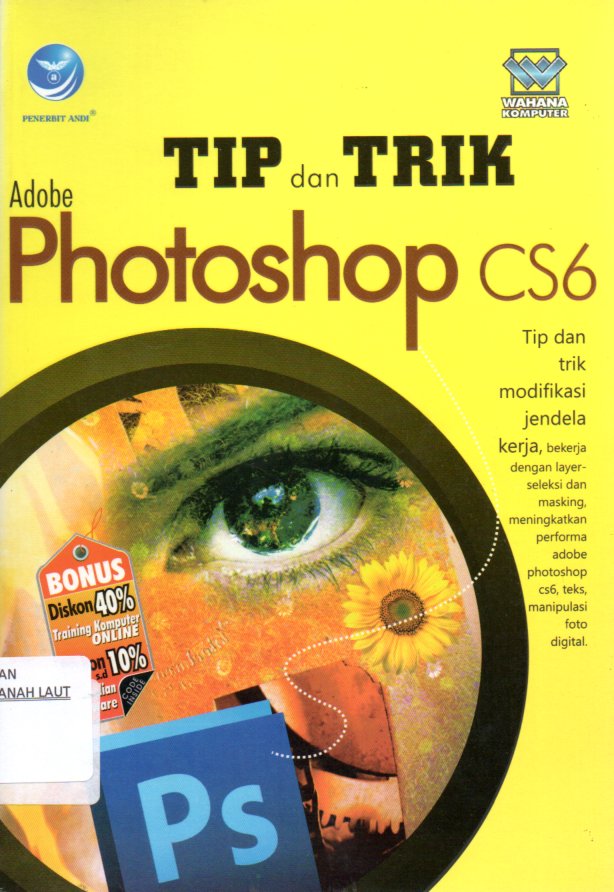 PENERBIT ANDI®
WAHANA
KOMPUTER
TIP dan TRIK
Adobe
Photoshop CS6
Tip dan
trik
modifikasi
jendela
kerja, bekerja
dengan layer-
seleksi dan
masking,
meningkatkan
performa
adobe
photoshop
cs6, teks,
manipulasi
foto
digital.
BONUS
Diskon 40%
Training Komputer
ONLINE
s.d 10%
CODE
INSIDE
AN
ANAH LAUT
Ps